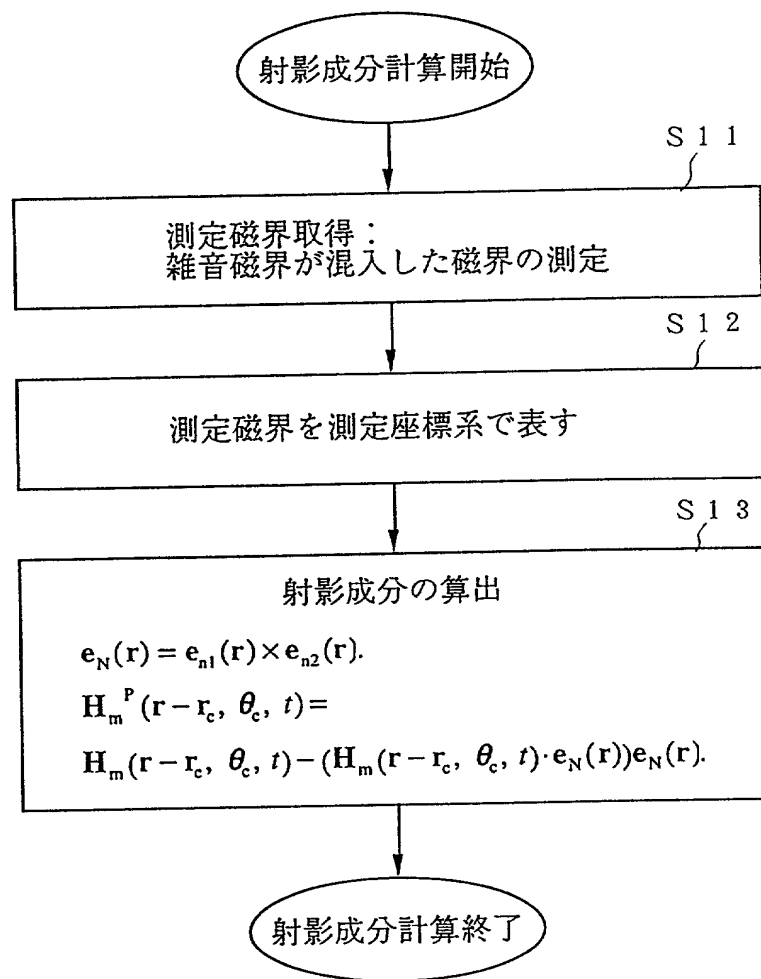 射影成分計算開始
S11
測定磁界取得：
雑音磁界が混入した磁界の測定
S12
測定磁界を測定座標系で表す
S13
射影成分の算出
e_N(r) = e_n1(r) × e_n2(r).
H_m^P(r − r_c, θ_c, t) =
H_m(r − r_c, θ_c, t) − (H_m(r − r_c, θ_c, t) · e_N(r))e_N(r).
射影成分計算終了